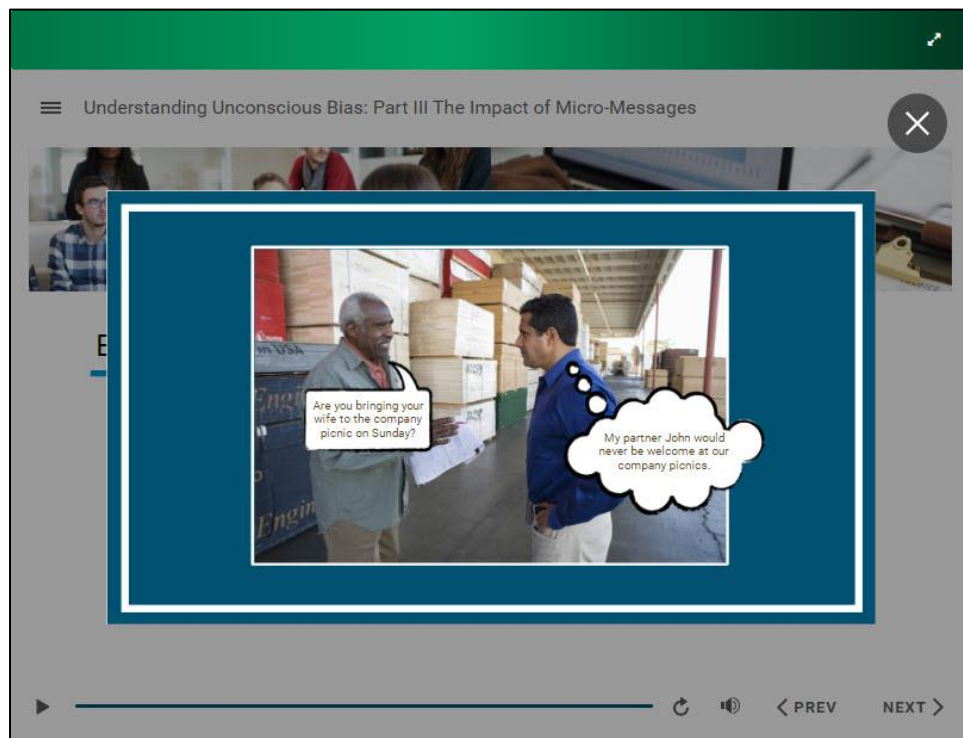 Understanding Unconscious Bias: Part III The Impact of Micro-Messages
E
Are you bringing your
wife to the company
picnic on Sunday?
My partner John would
never be welcome at our
company picnics.
Engin
PREV
NEXT